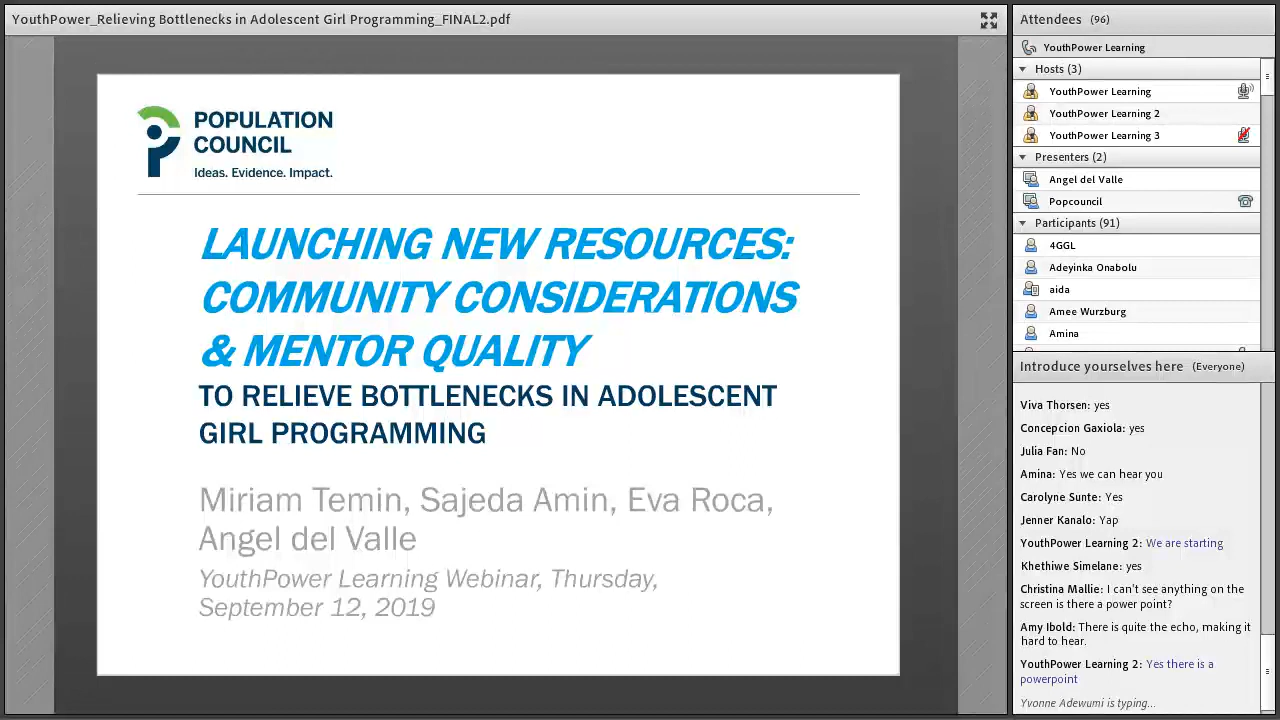 YouthPower_Relieving Bottlenecks in Adolescent Girl Programming_FINAL2.pdf
POPULATION
COUNCIL
Ideas. Evidence. Impact.
LAUNCHING NEW RESOURCES:
COMMUNITY CONSIDERATIONS
& MENTOR QUALITY
TO RELIEVE BOTTLENECKS IN ADOLESCENT
GIRL PROGRAMMING
Miriam Temin, Sajeda Amin, Eva Roca,
Angel del Valle
YouthPower Learning Webinar, Thursday,
September 12, 2019
Attendees (96)
YouthPower Learning
Hosts (3)
YouthPower Learning
YouthPower Learning 2
YouthPower Learning 3
Presenters (2)
Angel del Valle
Popcouncil
Participants (91)
4GGL
Adeyinka Onabolu
aida
Amee Wurzburg
Amina
Introduce yourselves here (Everyone)
Viva Thorsen: yes
Concepcion Gaxiola: yes
Julia Fan: No
Amina: Yes we can hear you
Carolyne Sunte: Yes
Jenner Kanalo: Yap
YouthPower Learning 2: We are starting
Khethiwe Simelane: yes
Christina Mallie: I can't see anything on the
screen is there a power point?
Amy Ibold: There is quite the echo, making it
hard to hear.
YouthPower Learning 2: Yes there is a
powerpoint
Yvonne Adewumi is typing...